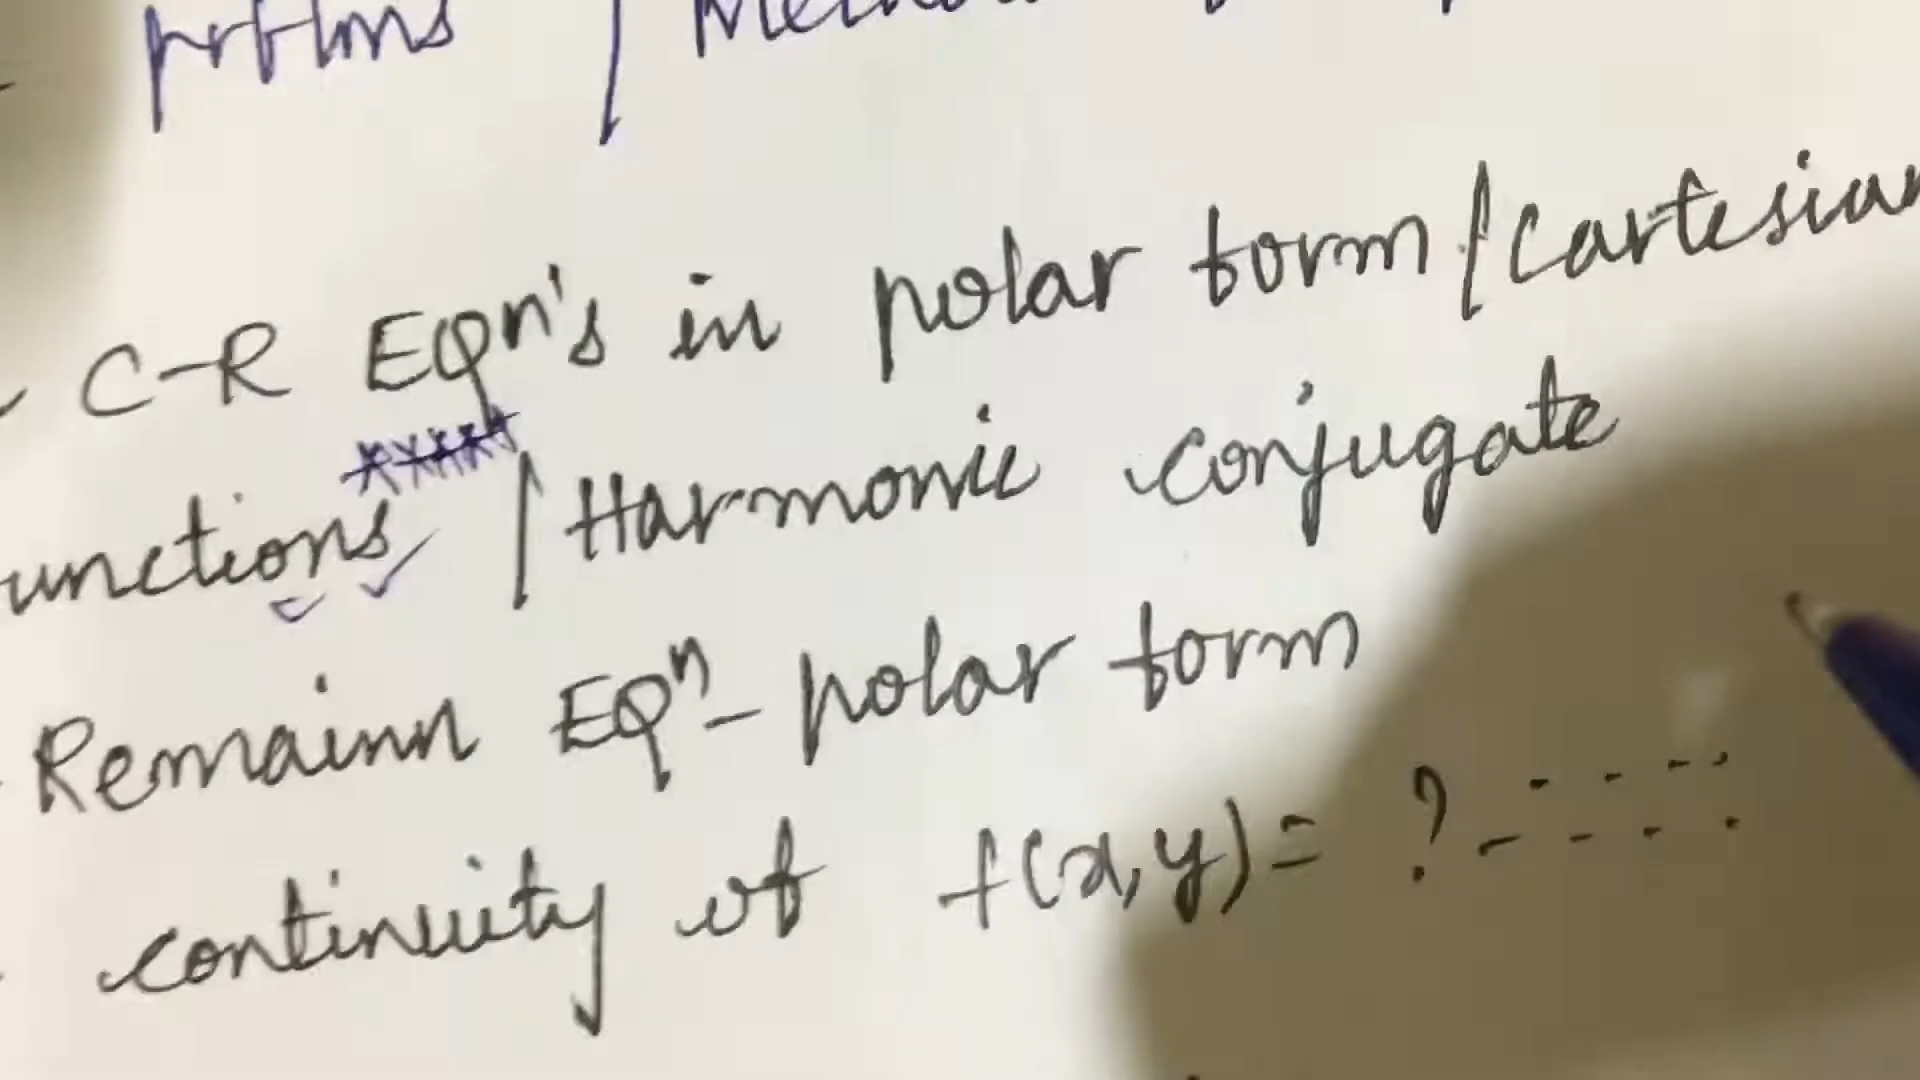 prblms /
C-R Eqn's in polar form / Cartesian
unctions / Harmonic conjugate
Remainn Eqn - polar form
continuity of f(x,y) = ? - - - -